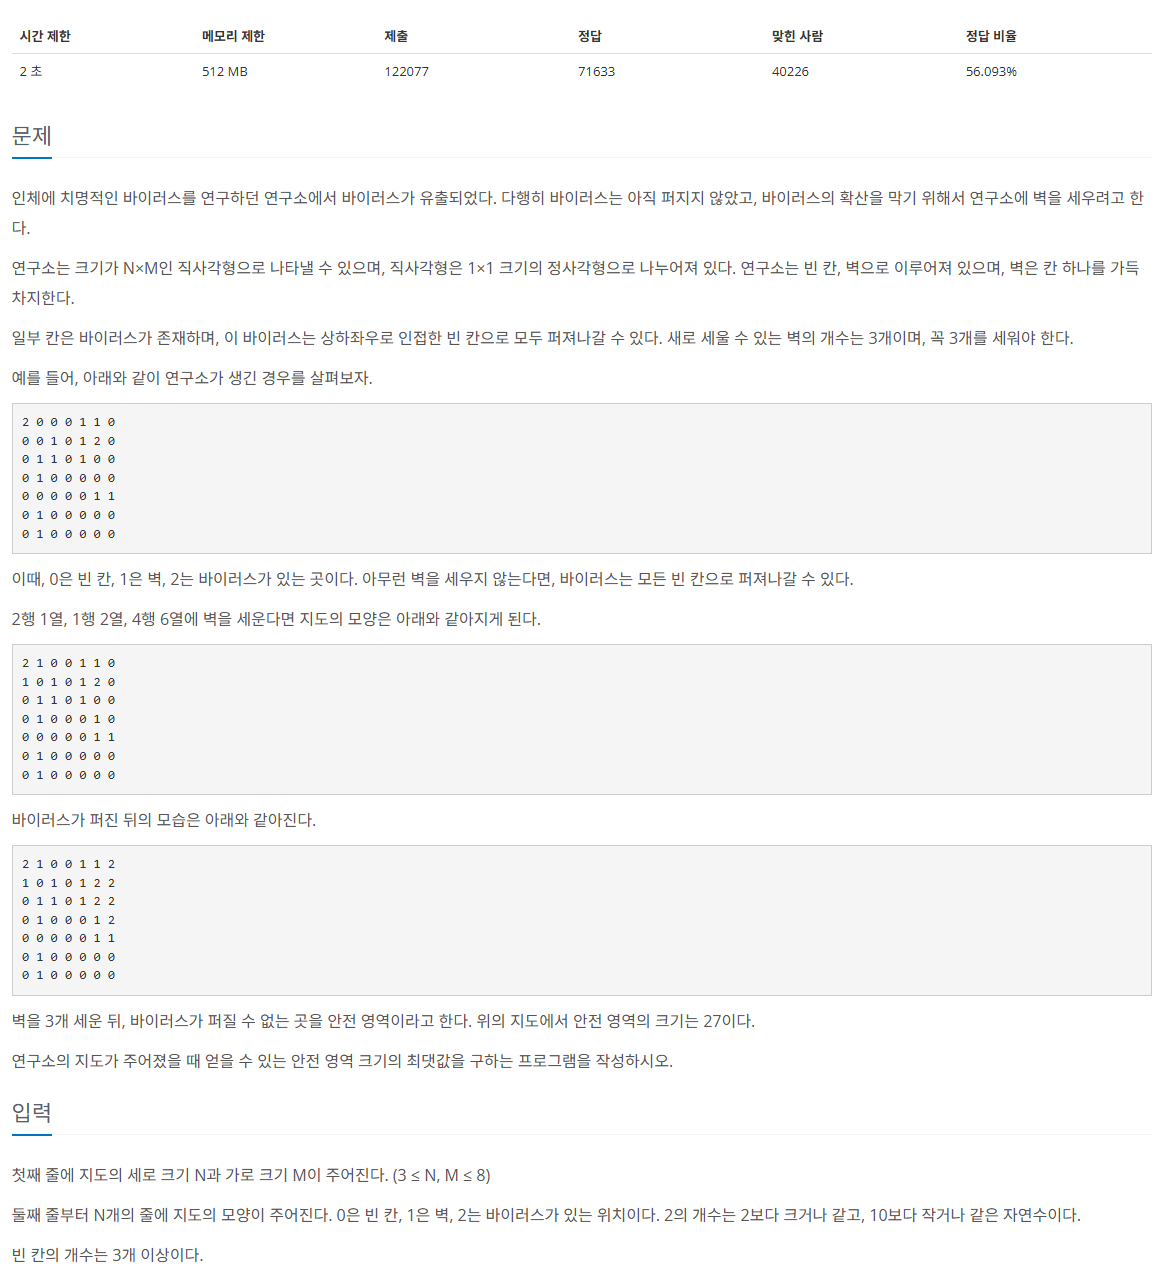 시간 제한 메모리 제한 제출 정답 맞힌 사람 정답 비율
2 초 512 MB 122077 71633 40226 56.093%
문제
인체에 치명적인 바이러스를 연구하던 연구소에서 바이러스가 유출되었다. 다행히 바이러스는 아직 퍼지지 않았고, 바이러스의 확산을 막기 위해서 연구소에 벽을 세우려고 한
다.
연구소는 크기가 N×M인 직사각형으로 나타낼 수 있으며, 직사각형은 1×1 크기의 정사각형으로 나누어져 있다. 연구소는 빈 칸, 벽으로 이루어져 있으며, 벽은 칸 하나를 가득
차지한다.
일부 칸은 바이러스가 존재하며, 이 바이러스는 상하좌우로 인접한 빈 칸으로 모두 퍼져나갈 수 있다. 새로 세울 수 있는 벽의 개수는 3개이며, 꼭 3개를 세워야 한다.
예를 들어, 아래와 같이 연구소가 생긴 경우를 살펴보자.
2 0 0 0 1 1 0
0 0 1 0 1 2 0
0 1 1 0 1 0 0
0 1 0 0 0 0 0
0 0 0 0 0 1 1
0 1 0 0 0 0 0
0 1 0 0 0 0 0
이때, 0은 빈 칸, 1은 벽, 2는 바이러스가 있는 곳이다. 아무런 벽을 세우지 않는다면, 바이러스는 모든 빈 칸으로 퍼져나갈 수 있다.
2행 1열, 1행 2열, 4행 6열에 벽을 세운다면 지도의 모양은 아래와 같아지게 된다.
2 1 0 0 1 1 0
1 0 1 0 1 2 0
0 1 1 0 1 0 0
0 1 0 0 0 1 0
0 0 0 0 0 1 1
0 1 0 0 0 0 0
0 1 0 0 0 0 0
바이러스가 퍼진 뒤의 모습은 아래와 같아진다.
2 1 0 0 1 1 2
1 0 1 0 1 2 2
0 1 1 0 1 2 2
0 1 0 0 0 1 2
0 0 0 0 0 1 1
0 1 0 0 0 0 0
0 1 0 0 0 0 0
벽을 3개 세운 뒤, 바이러스가 퍼질 수 없는 곳을 안전 영역이라고 한다. 위의 지도에서 안전 영역의 크기는 27이다.
연구소의 지도가 주어졌을 때 얻을 수 있는 안전 영역 크기의 최댓값을 구하는 프로그램을 작성하시오.
입력
첫째 줄에 지도의 세로 크기 N과 가로 크기 M이 주어진다. (3 ≤ N, M ≤ 8)
둘째 줄부터 N개의 줄에 지도의 모양이 주어진다. 0은 빈 칸, 1은 벽, 2는 바이러스가 있는 위치이다. 2의 개수는 2보다 크거나 같고, 10보다 작거나 같은 자연수이다.
빈 칸의 개수는 3개 이상이다.